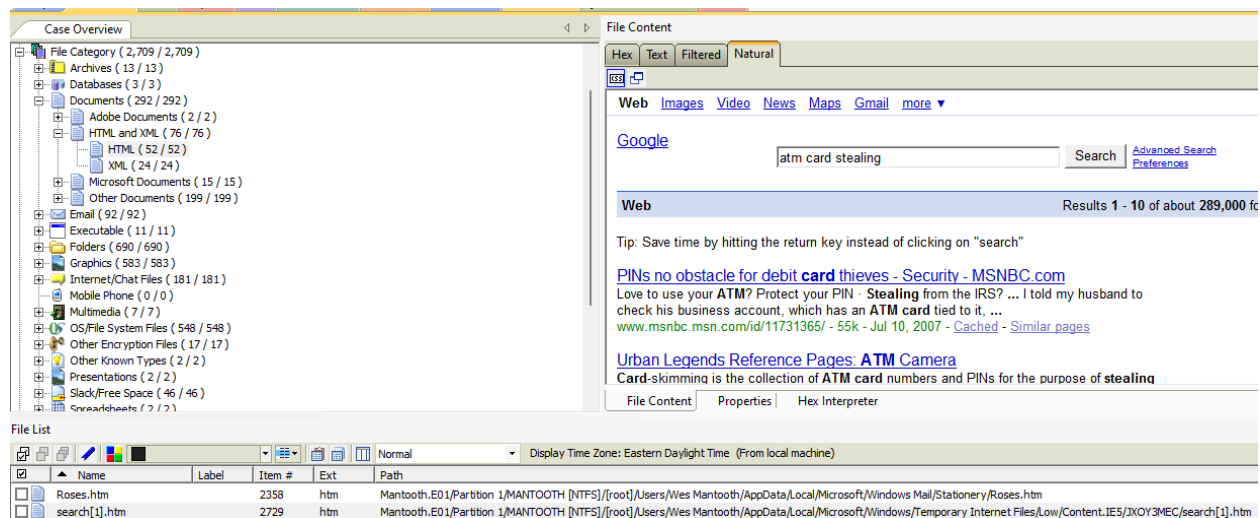 Case Overview
File Category ( 2,709 / 2,709 )
Archives ( 13 / 13 )
Databases ( 3 / 3 )
Documents ( 292 / 292 )
Adobe Documents ( 2 / 2 )
HTML and XML ( 76 / 76 )
HTML ( 52 / 52 )
XML ( 24 / 24 )
Microsoft Documents ( 15 / 15 )
Other Documents ( 199 / 199 )
Email ( 92 / 92 )
Executable ( 11 / 11 )
Folders ( 690 / 690 )
Graphics ( 583 / 583 )
Internet/Chat Files ( 181 / 181 )
Mobile Phone ( 0 / 0 )
Multimedia ( 7 / 7 )
OS/File System Files ( 548 / 548 )
Other Encryption Files ( 17 / 17 )
Other Known Types ( 2 / 2 )
Presentations ( 2 / 2 )
Slack/Free Space ( 46 / 46 )
Spreadsheets ( 2 / 2 )
File Content
Hex Text Filtered Natural
css
Web Images Video News Maps Gmail more ▼
Google
atm card stealing
Search
Advanced Search
Preferences
Web Results 1 - 10 of about 289,000 fo
Tip: Save time by hitting the return key instead of clicking on "search"
PINs no obstacle for debit card thieves - Security - MSNBC.com
Love to use your ATM? Protect your PIN · Stealing from the IRS? ... I told my husband to
check his business account, which has an ATM card tied to it, ...
www.msnbc.msn.com/id/11731365/ - 55k - Jul 10, 2007 - Cached - Similar pages
Urban Legends Reference Pages: ATM Camera
Card-skimming is the collection of ATM card numbers and PINs for the purpose of stealing
File Content Properties Hex Interpreter
File List
Normal Display Time Zone: Eastern Daylight Time (From local machine)
Name Label Item # Ext Path
Roses.htm 2358 htm Mantooth.E01/Partition 1/MANTOOTH [NTFS]/[root]/Users/Wes Mantooth/AppData/Local/Microsoft/Windows Mail/Stationery/Roses.htm
search[1].htm 2729 htm Mantooth.E01/Partition 1/MANTOOTH [NTFS]/[root]/Users/Wes Mantooth/AppData/Local/Microsoft/Windows/Temporary Internet Files/Low/Content.IE5/JXOY3MEC/search[1].htm